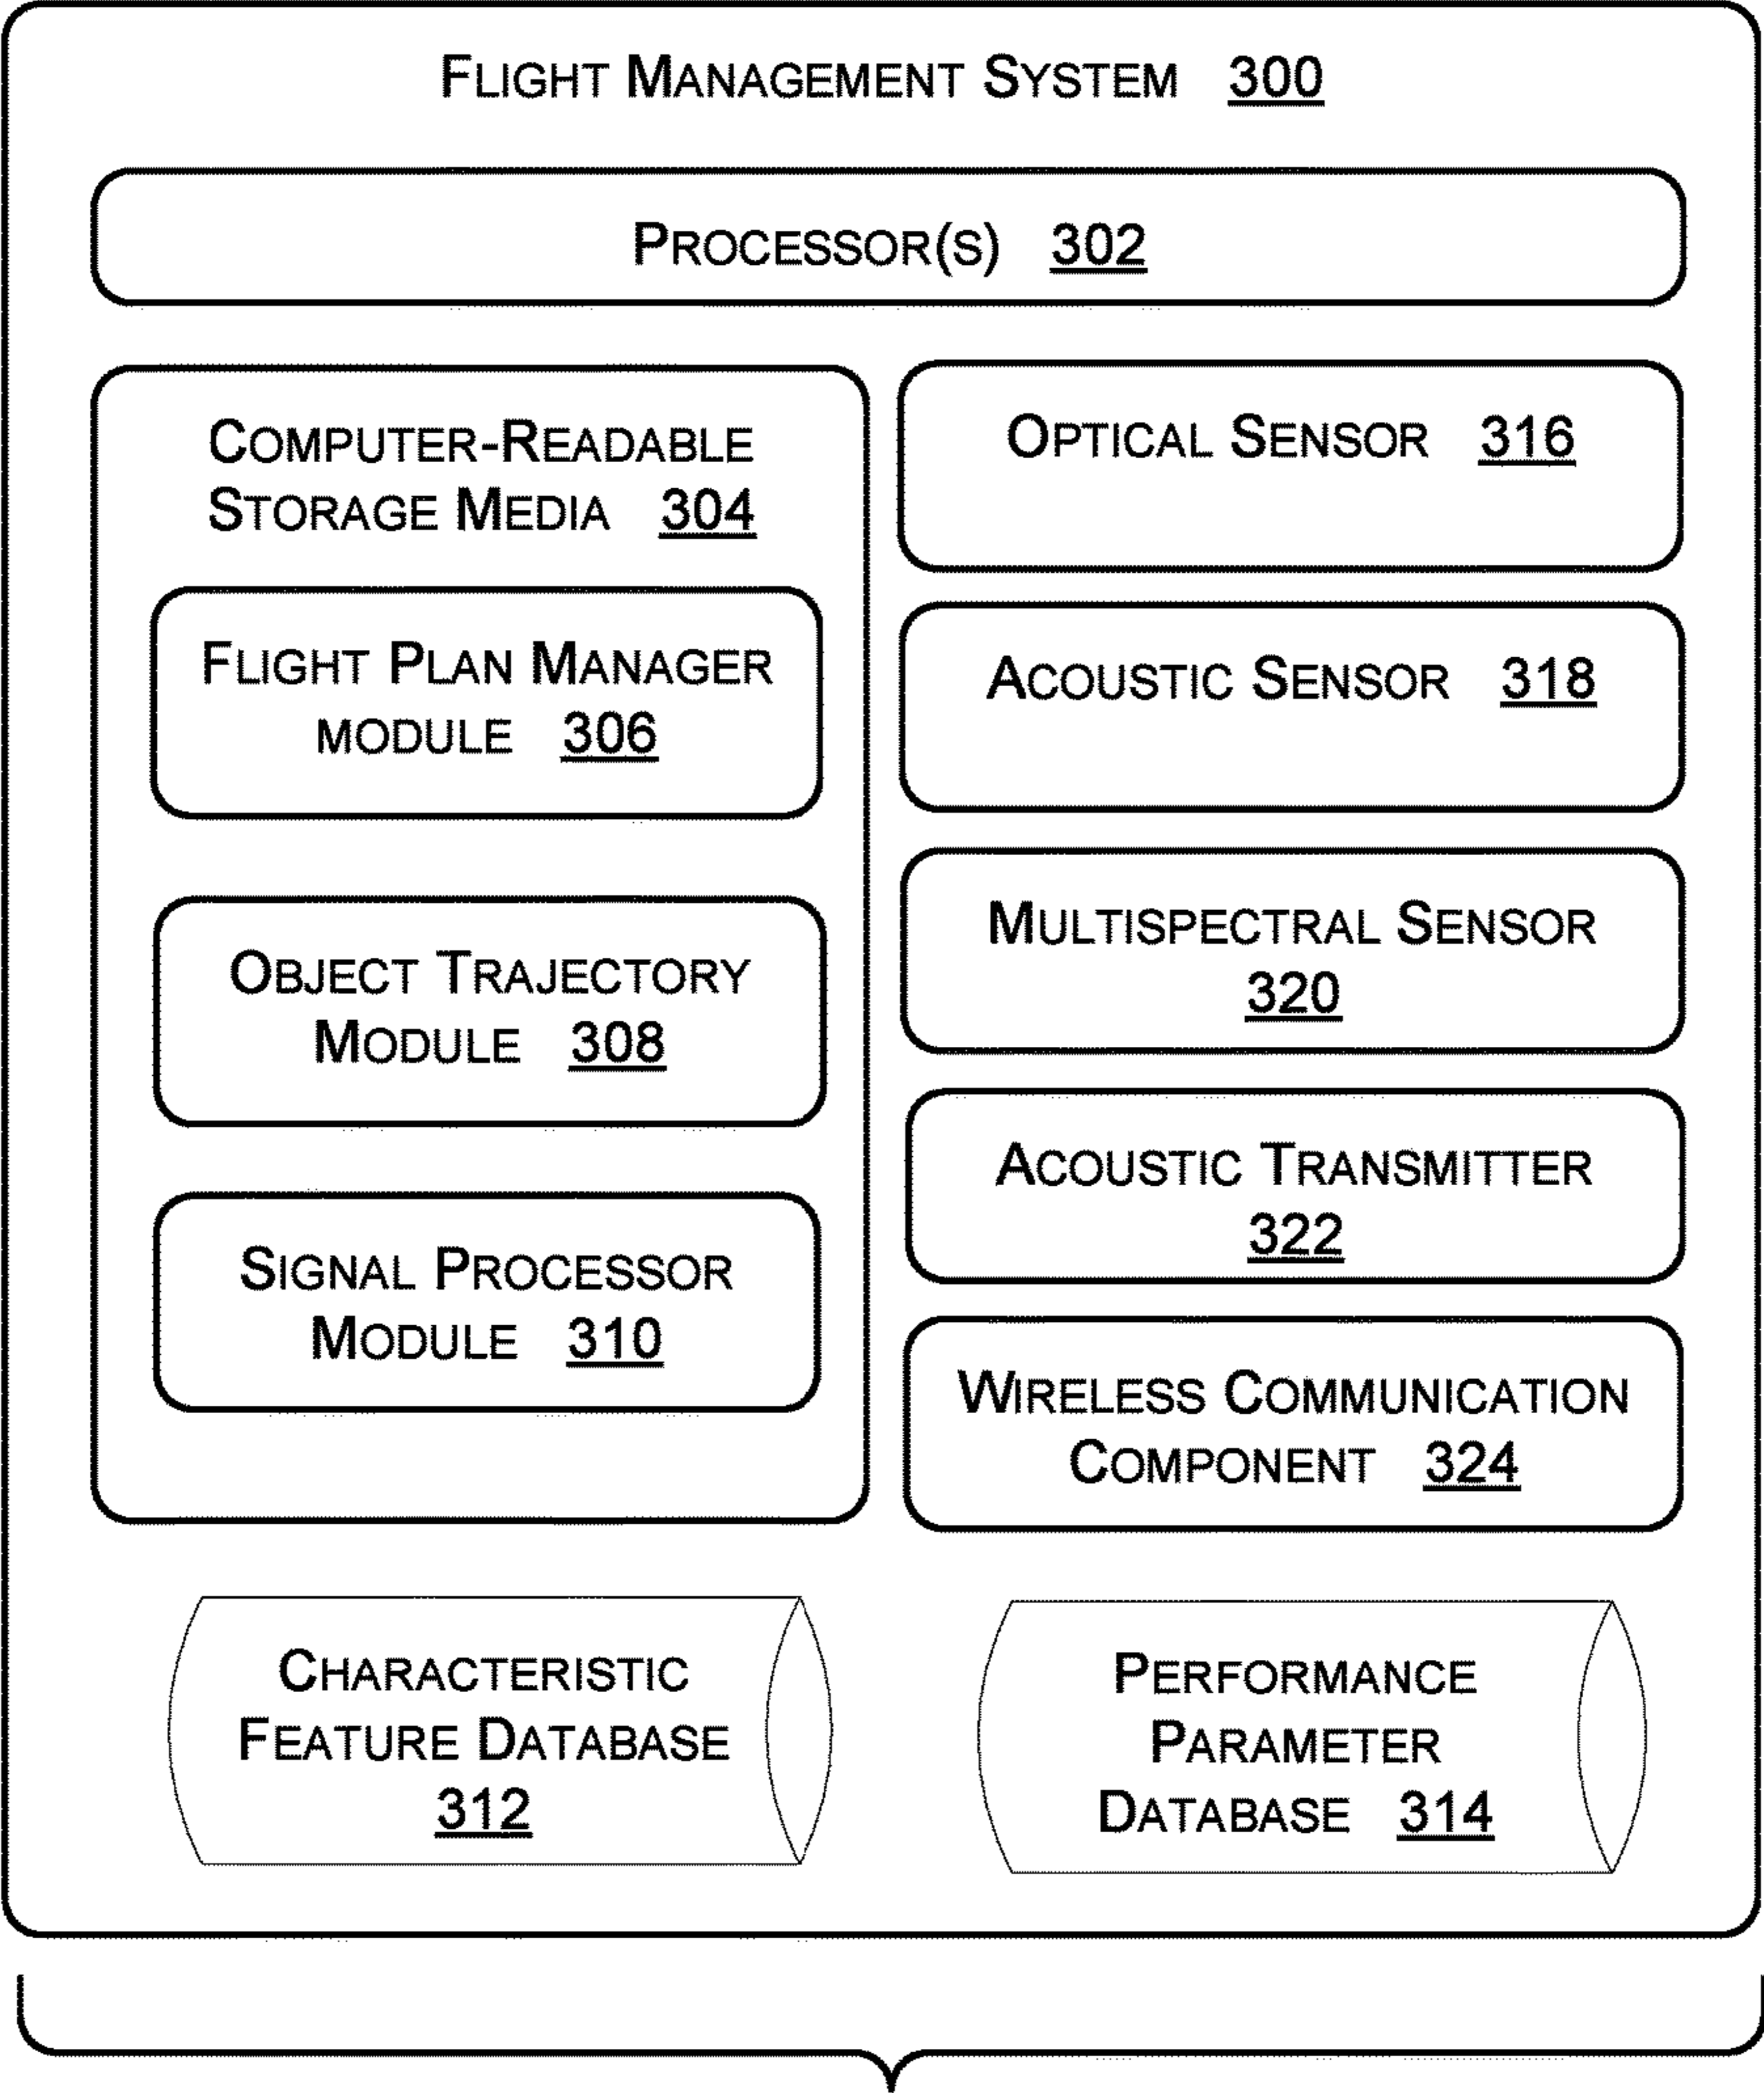 Flight Management System 300
Processor(s) 302
Computer-Readable
Storage Media 304
Flight Plan Manager
module 306
Object Trajectory
Module 308
Signal Processor
Module 310
Optical Sensor 316
Acoustic Sensor 318
Multispectral Sensor
320
Acoustic Transmitter
322
Wireless Communication
Component 324
Characteristic
Feature Database
312
Performance
Parameter
Database 314